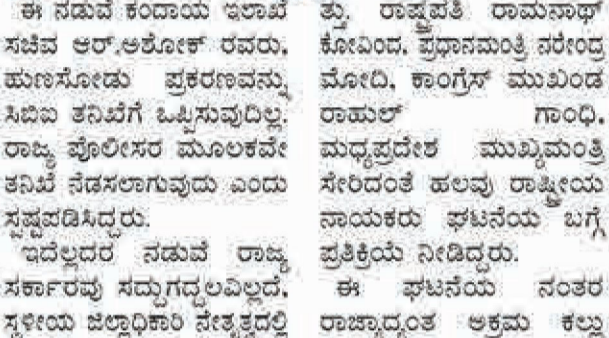 ಈ ನಡುವೆ ಕಂದಾಯ ಇಲಾಖೆ
ಸಚಿವ ಆರ್.ಅಶೋಕ್ ರವರು,
ಹುಣಸೋಡು ಪ್ರಕರಣವನ್ನು
ಸಿಬಿಐ ತನಿಖೆಗೆ ಒಪ್ಪಿಸುವುದಿಲ್ಲ.
ರಾಜ್ಯ ಪೊಲೀಸರ ಮೂಲಕವೇ
ತನಿಖೆ ನಡೆಸಲಾಗುವುದು ಎಂದು
ಸ್ಪಷ್ಟಪಡಿಸಿದ್ದರು.
ಇದೆಲ್ಲದರ ನಡುವೆ ರಾಜ್ಯ
ಸರ್ಕಾರವು ಸದ್ದುಗದ್ದಲವಿಲ್ಲದೆ,
ಸ್ಥಳೀಯ ಜಿಲ್ಲಾಧಿಕಾರಿ ನೇತೃತ್ವದಲ್ಲಿ
ತ್ತು. ರಾಷ್ಟ್ರಪತಿ ರಾಮನಾಥ್
ಕೋವಿಂದ, ಪ್ರಧಾನಮಂತ್ರಿ ನರೇಂದ್ರ
ಮೋದಿ, ಕಾಂಗ್ರೆಸ್ ಮುಖಂಡ
ರಾಹುಲ್ ಗಾಂಧಿ,
ಮಧ್ಯಪ್ರದೇಶ ಮುಖ್ಯಮಂತ್ರಿ
ಸೇರಿದಂತೆ ಹಲವು ರಾಷ್ಟ್ರೀಯ
ನಾಯಕರು ಘಟನೆಯ ಬಗ್ಗೆ
ಪ್ರತಿಕ್ರಿಯೆ ನೀಡಿದ್ದರು.
ಈ ಘಟನೆಯ ನಂತರ
ರಾಜ್ಯಾದ್ಯಂತ ಅಕ್ರಮ ಕಲ್ಲು